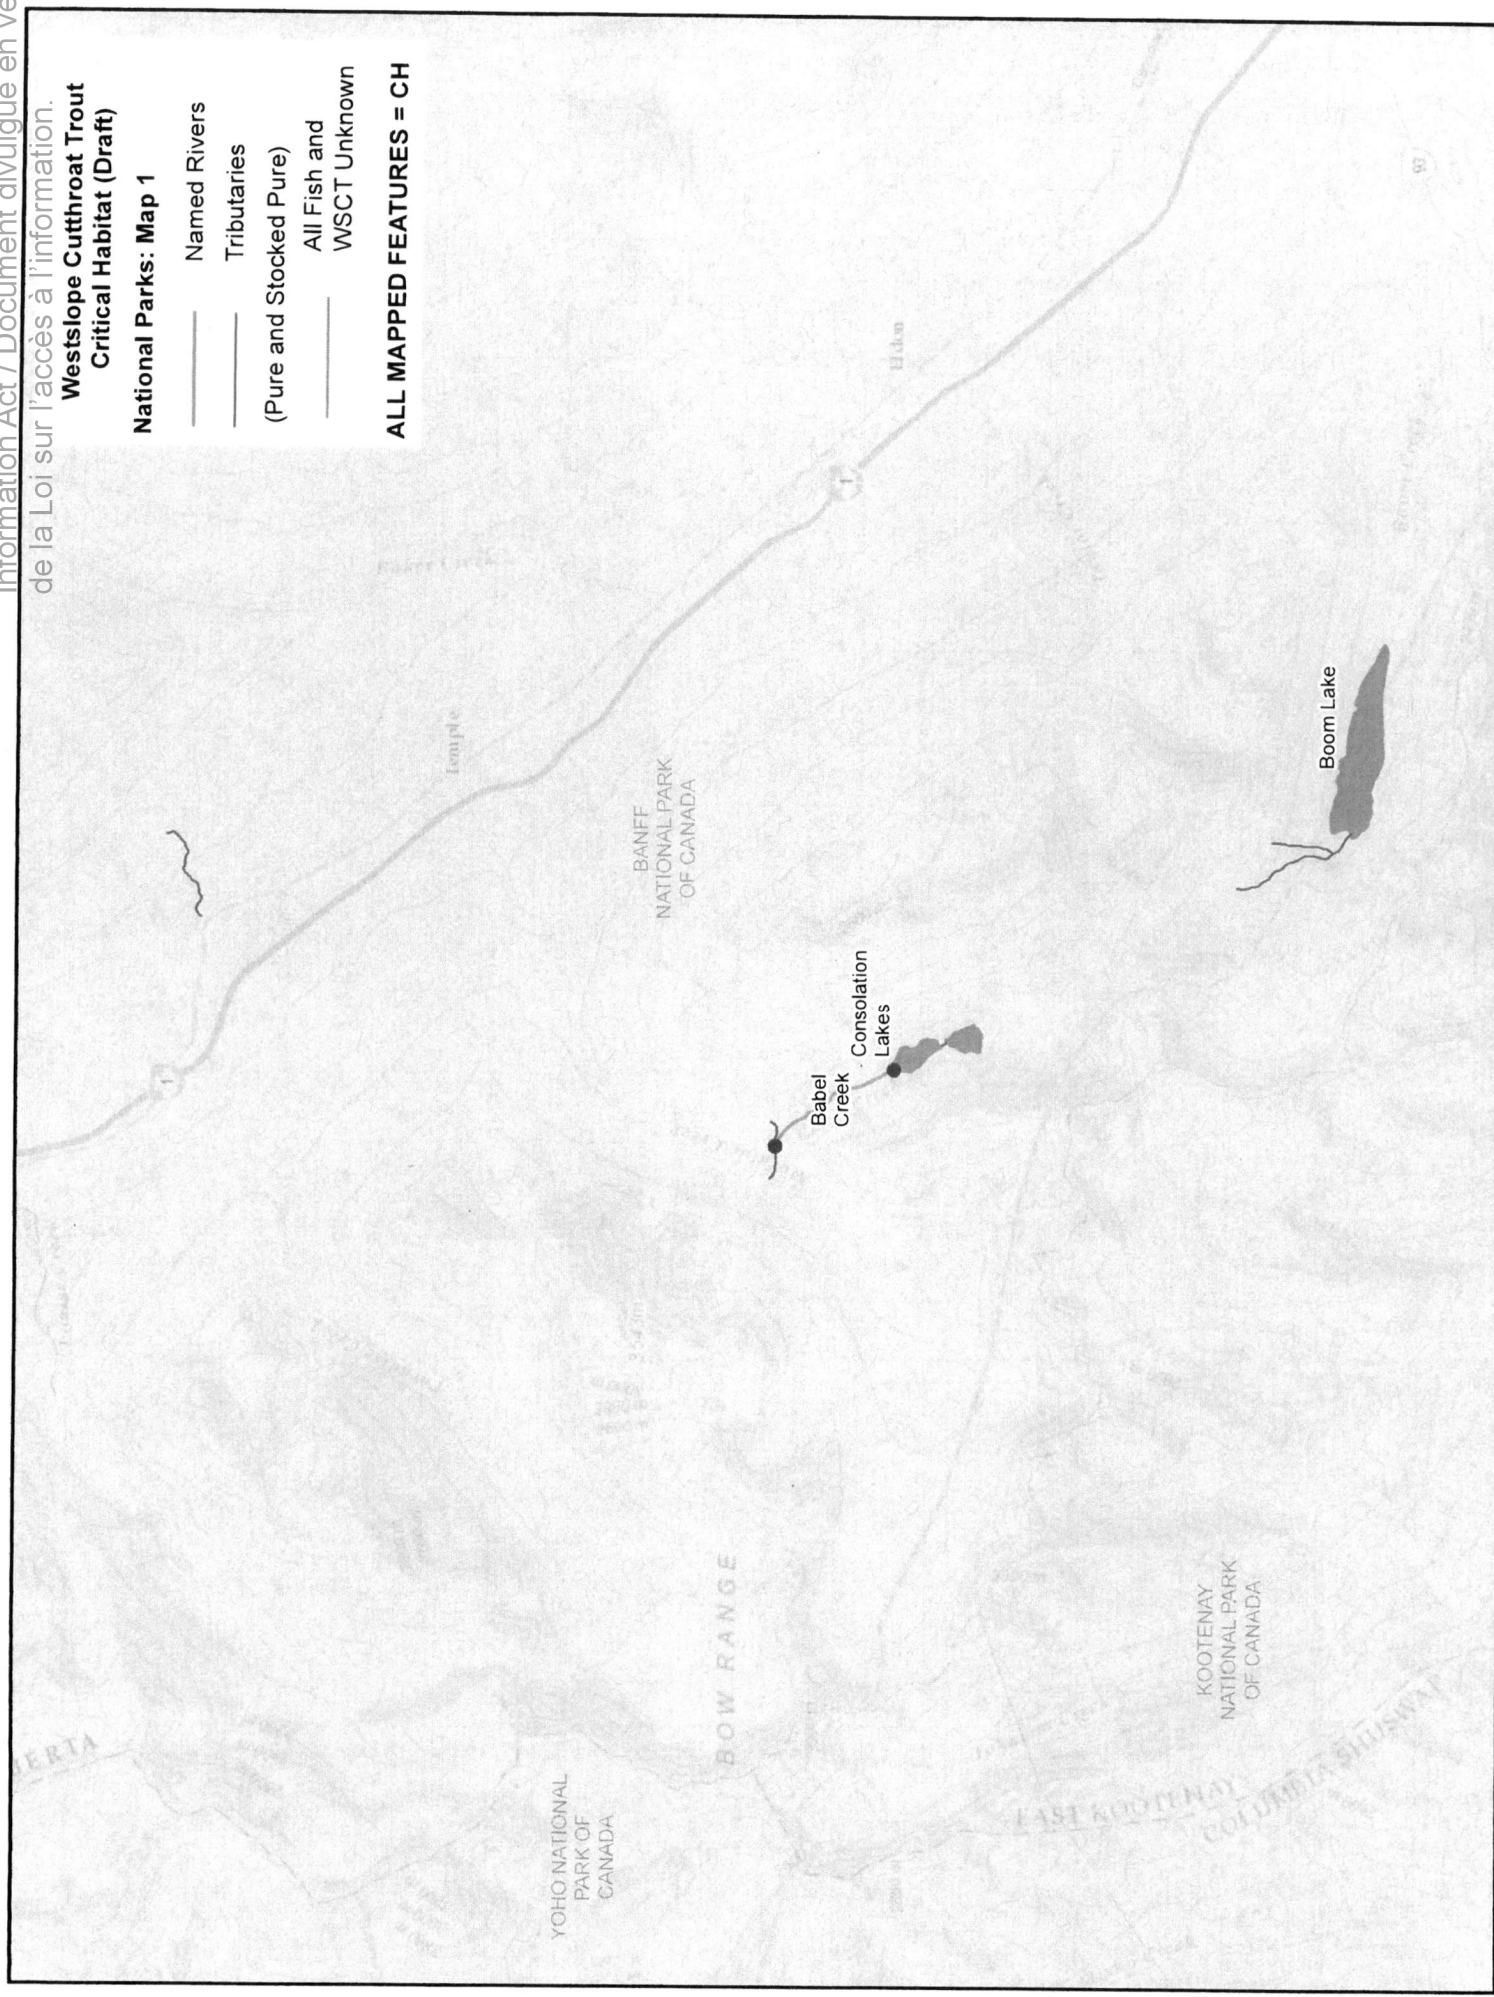 Information Act / Document divulgué en ve
de la Loi sur l'accès à l'information.
Westslope Cutthroat Trout
Critical Habitat (Draft)
National Parks: Map 1
Named Rivers
Tributaries
(Pure and Stocked Pure)
All Fish and
WSCT Unknown
ALL MAPPED FEATURES = CH
1
Temple
1
Eldon
93
BANFF
NATIONAL PARK
OF CANADA
Babel
Creek
Consolation
Lakes
Boom Lake
BOW RANGE
YOHO NATIONAL
PARK OF
CANADA
KOOTENAY
NATIONAL PARK
OF CANADA
EAST KOOTENAY
COLUMBIA SHUSWAP